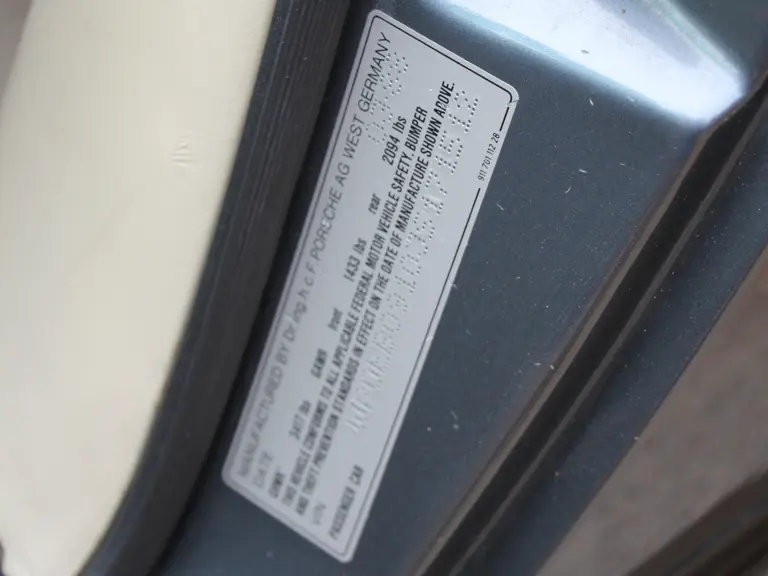 MANUFACTURED BY Dr.ing.h.c.F.PORSCHE AG WEST GERMANY
DATE
GVWR 3417 lbs GAWR front 1433 lbs rear 2094 lbs
THIS VEHICLE CONFORMS TO ALL APPLICABLE FEDERAL MOTOR VEHICLE SAFETY, BUMPER
AND THEFT PREVENTION STANDARDS IN EFFECT ON THE DATE OF MANUFACTURE SHOWN ABOVE.
VIN
PASSENGER CAR
911 701 112 28